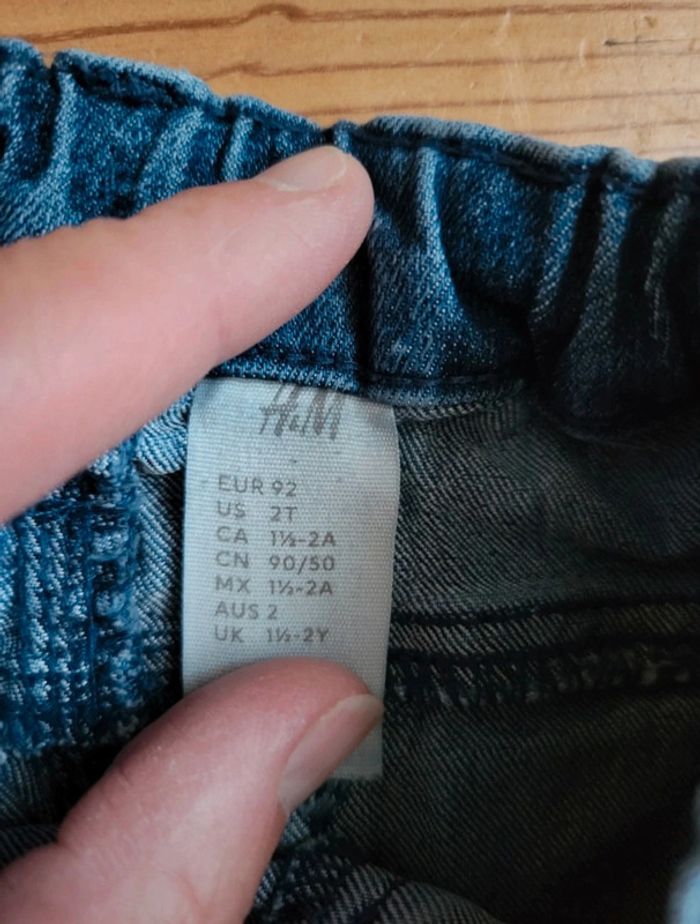 H&M
EUR 92
US 2T
CA 1½-2A
CN 90/50
MX 1½-2A
AUS 2
UK 1½-2Y